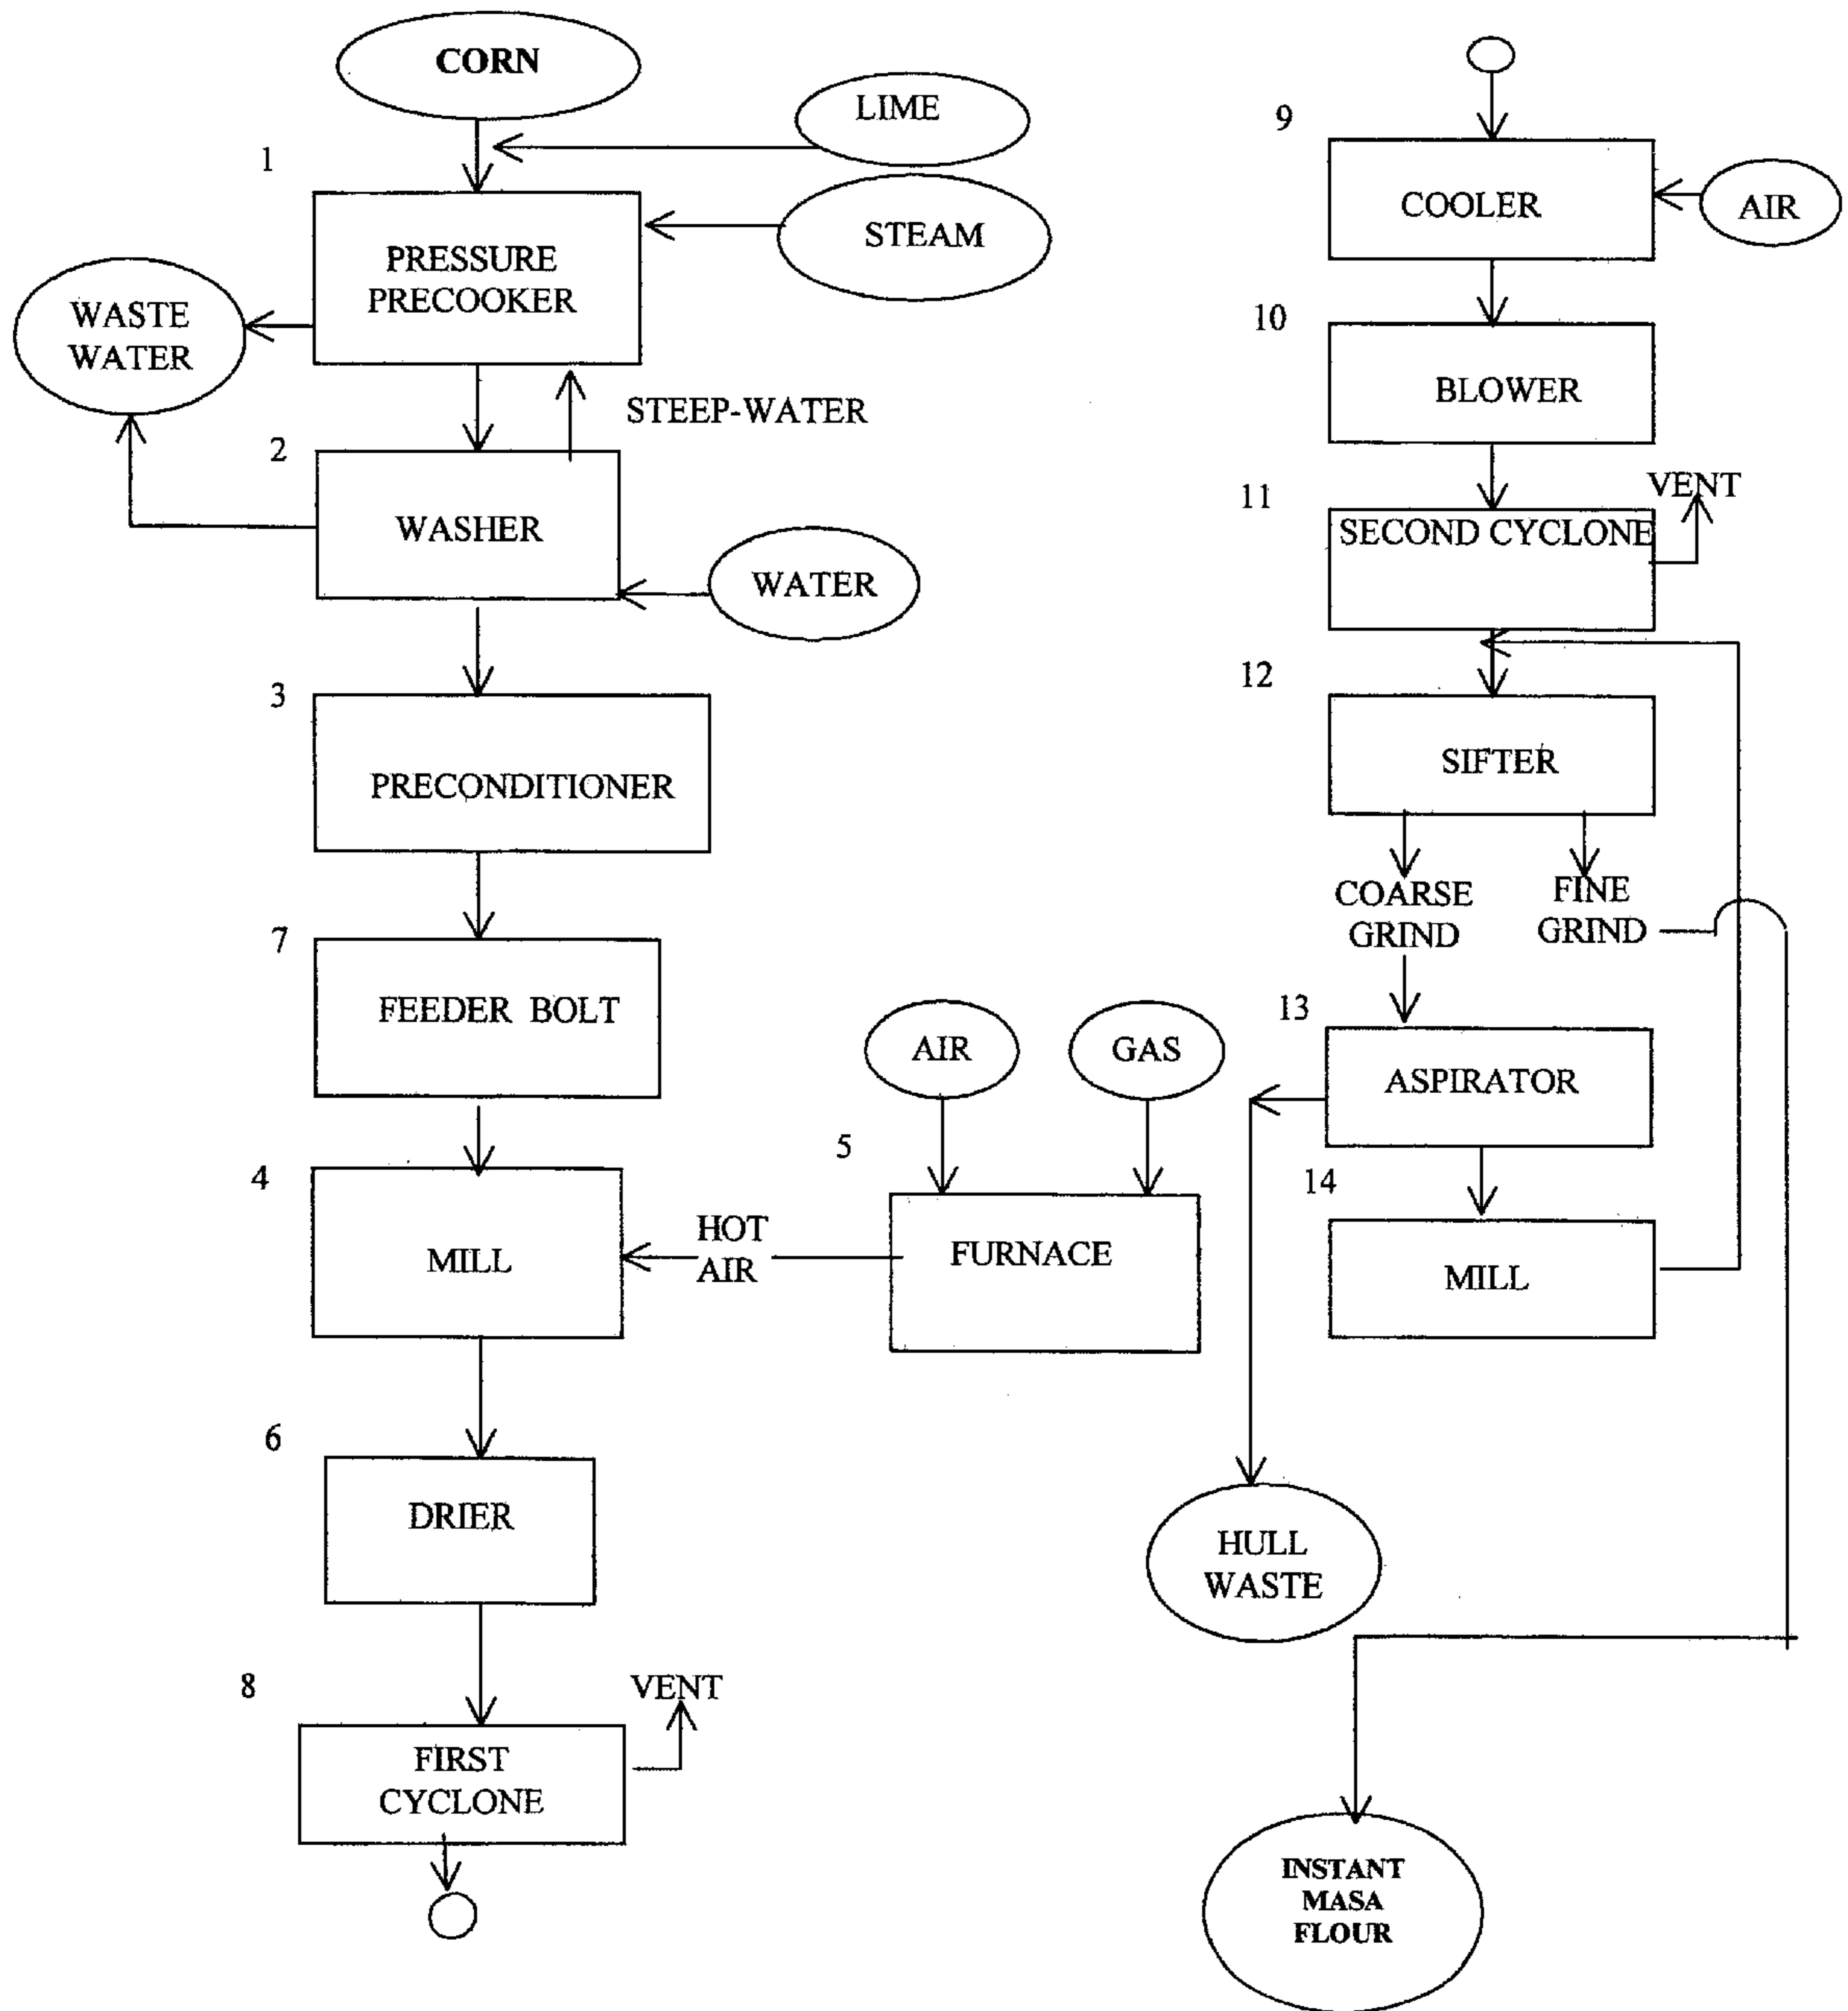 CORN
LIME
1
STEAM
PRESSURE
PRECOOKER
WASTE
WATER
STEEP-WATER
2
WASHER
WATER
3
PRECONDITIONER
7
FEEDER BOLT
AIR
GAS
5
4
HOT
AIR
MILL
FURNACE
6
DRIER
8
VENT
FIRST
CYCLONE
9
COOLER
AIR
10
BLOWER
11
VENT
SECOND CYCLONE
12
SIFTER
COARSE
GRIND
FINE
GRIND
13
ASPIRATOR
14
MILL
HULL
WASTE
INSTANT
MASA
FLOUR